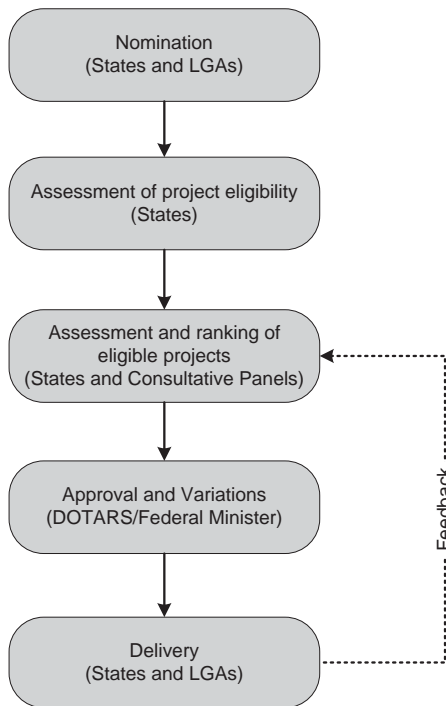 Nomination
(States and LGAs)
Assessment of project eligibility
(States)
Assessment and ranking of
eligible projects
(States and Consultative Panels)
Approval and Variations
(DOTARS/Federal Minister)
Delivery
(States and LGAs)
Feedback